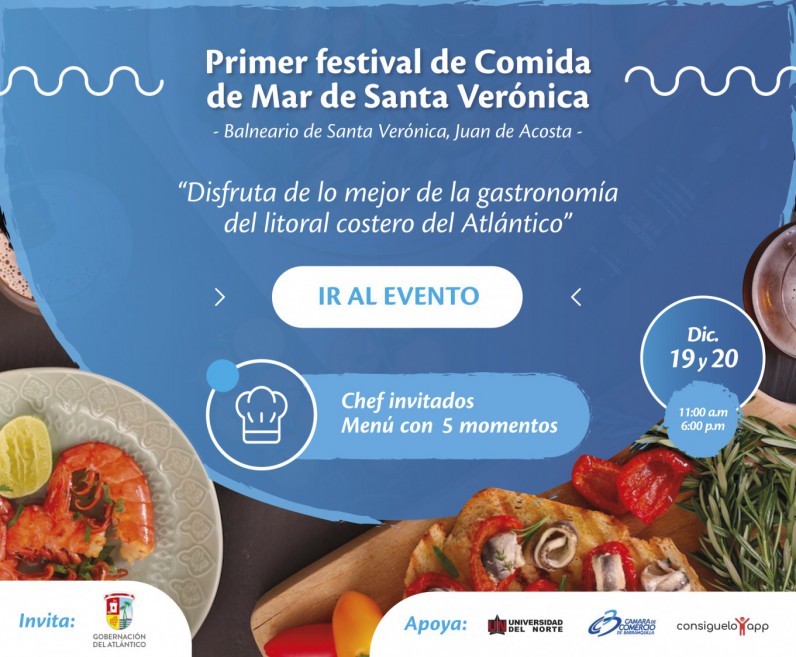 Primer festival de Comida
de Mar de Santa Verónica
- Balneario de Santa Verónica, Juan de Acosta -
“Disfruta de lo mejor de la gastronomía
del litoral costero del Atlántico”
IR AL EVENTO
Dic.
19 y 20
11:00 a.m
6:00 p.m
Chef invitados
Menú con 5 momentos
Invita:
GOBERNACIÓN
DEL ATLÁNTICO
Apoya:
UNIVERSIDAD
DEL NORTE
CÁMARA DE
COMERCIO
DE BARRANQUILLA
consigueloapp